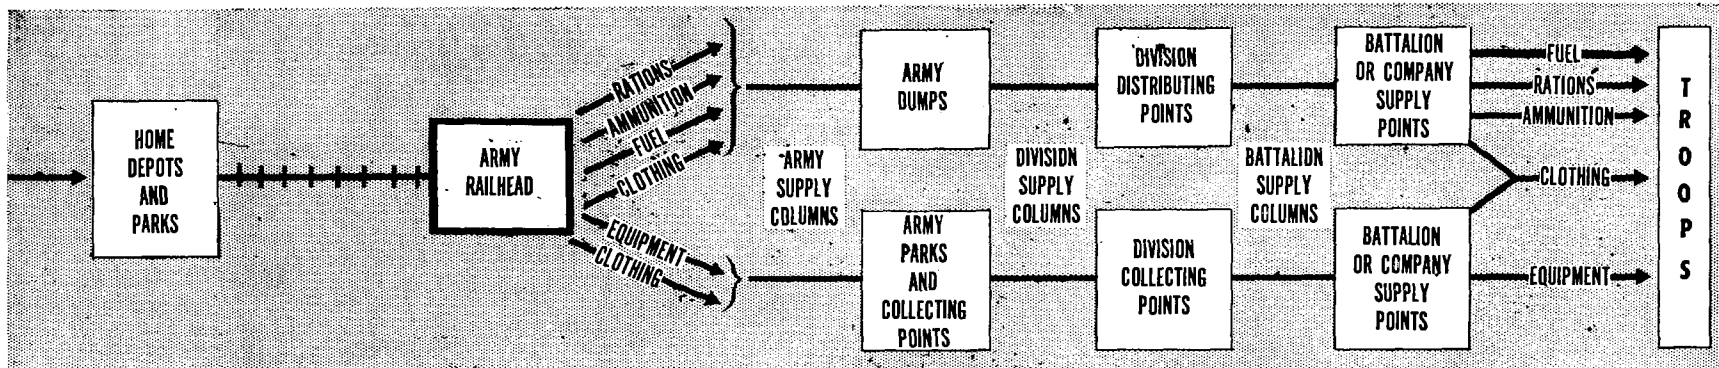 HOME
DEPOTS
AND
PARKS
ARMY
RAILHEAD
RATIONS
AMMUNITION
FUEL
CLOTHING
EQUIPMENT
CLOTHING
ARMY
SUPPLY
COLUMNS
ARMY
DUMPS
ARMY
PARKS
AND
COLLECTING
POINTS
DIVISION
SUPPLY
COLUMNS
DIVISION
DISTRIBUTING
POINTS
DIVISION
COLLECTING
POINTS
BATTALION
SUPPLY
COLUMNS
BATTALION
OR COMPANY
SUPPLY
POINTS
BATTALION
OR COMPANY
SUPPLY
POINTS
FUEL
RATIONS
AMMUNITION
CLOTHING
EQUIPMENT
TROOPS